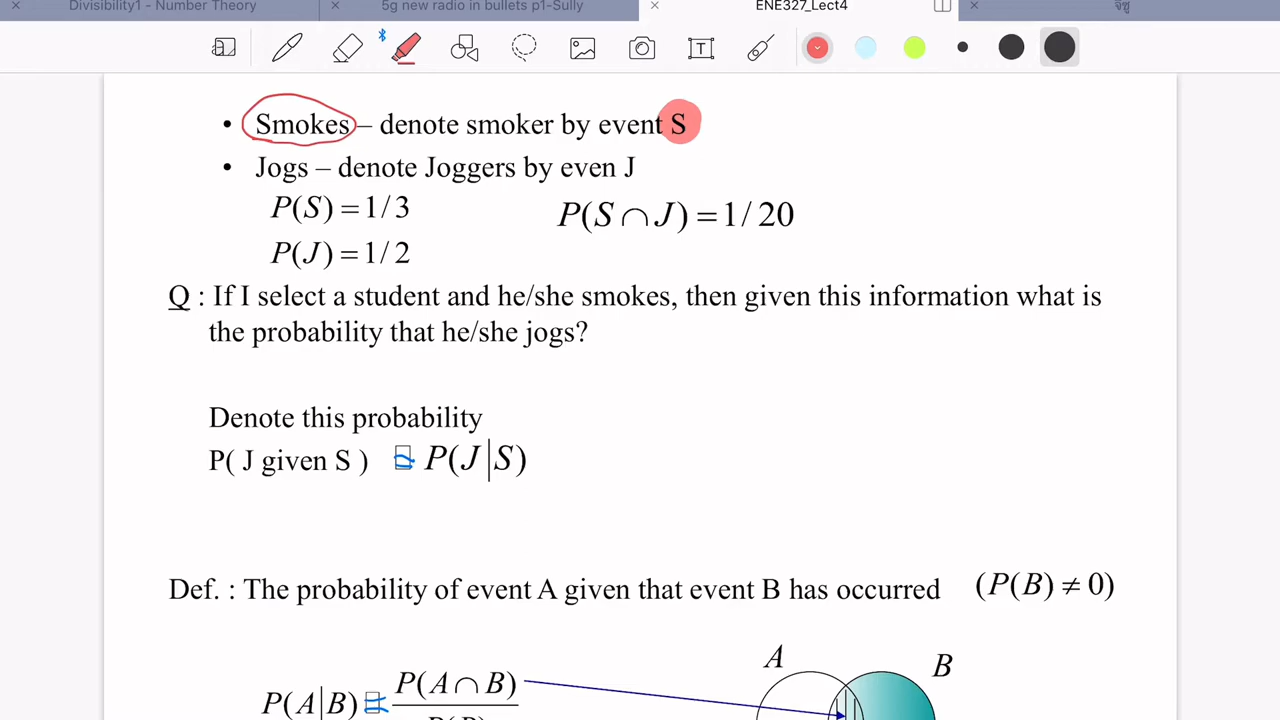 Divisibility1 - Number Theory
5g new radio in bullets p1-Sully
ENE327_Lect4
จิซู
• Smokes – denote smoker by event S
• Jogs – denote Joggers by even J
P(S) = 1/3
P(S ∩ J) = 1/20
P(J) = 1/2
Q : If I select a student and he/she smokes, then given this information what is
the probability that he/she jogs?
Denote this probability
P( J given S ) = P(J|S)
Def. : The probability of event A given that event B has occurred (P(B) ≠ 0)
A
B
P(A ∩ B)
P(A|B) =